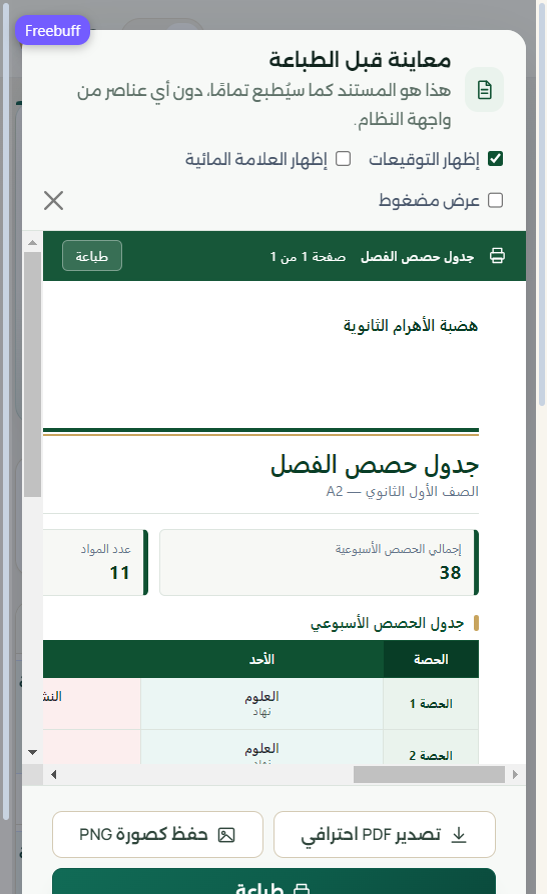 Freebuff
معاينة قبل الطباعة
هذا هو المستند كما سيُطبع تمامًا، دون أي عناصر من
واجهة النظام.
إظهار التوقيعات
إظهار العلامة المائية
عرض مضغوط
جدول حصص الفصل
صفحة 1 من 1
طباعة
هضبة الأهرام الثانوية
جدول حصص الفصل
الصف الأول الثانوي — A2
إجمالي الحصص الأسبوعية
38
عدد المواد
11
جدول الحصص الأسبوعي
الحصة
الأحد
الحصة 1
العلوم
نهاد
الحصة 2
العلوم
نهاد
تصدير PDF احترافي
حفظ كصورة PNG
طباعة